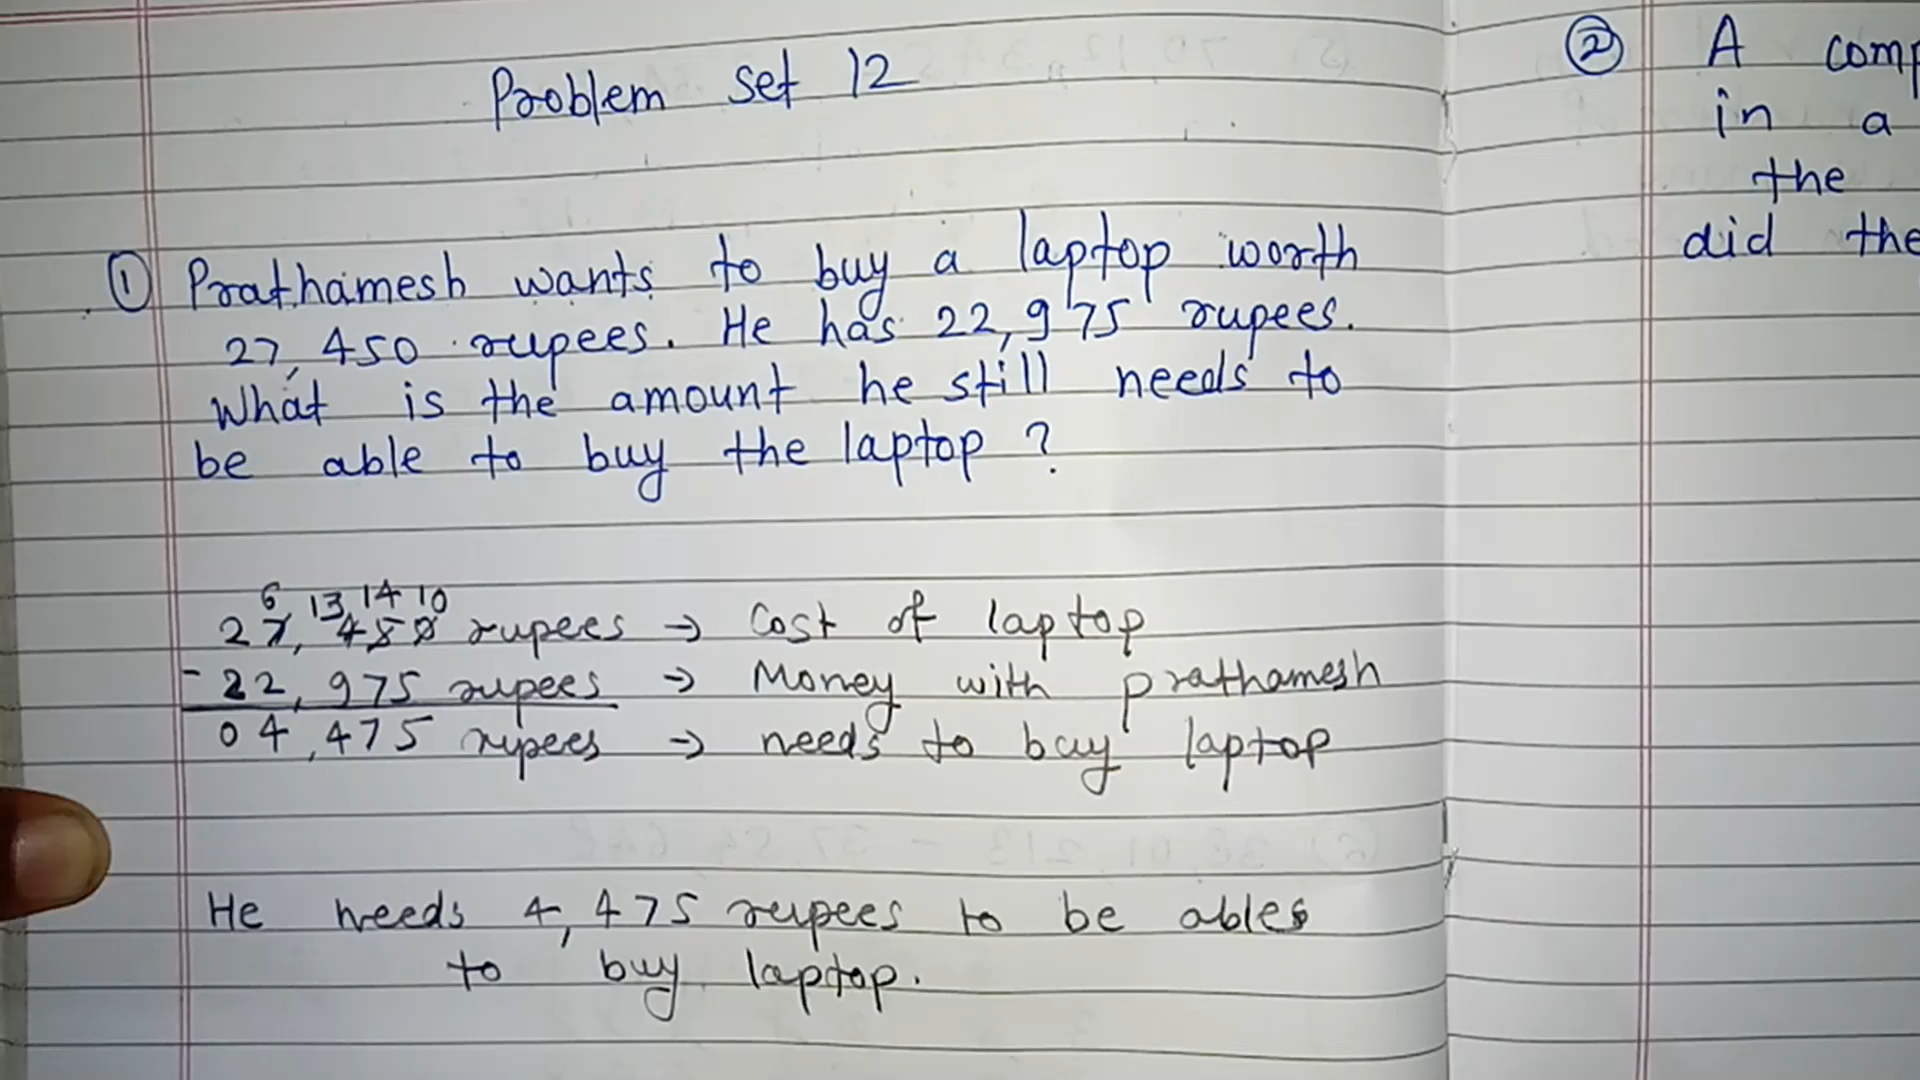 Problem set 12
① Prathamesh wants to buy a laptop worth
27,450 rupees. He has 22,975 rupees.
What is the amount he still needs to
be able to buy the laptop?
6 13 14 10
27,450 rupees → Cost of laptop
- 22,975 rupees → Money with prathamesh
04,475 rupees → needs to buy laptop
He needs 4,475 rupees to be ables
to buy laptop.
② A comp
in a
the
did the